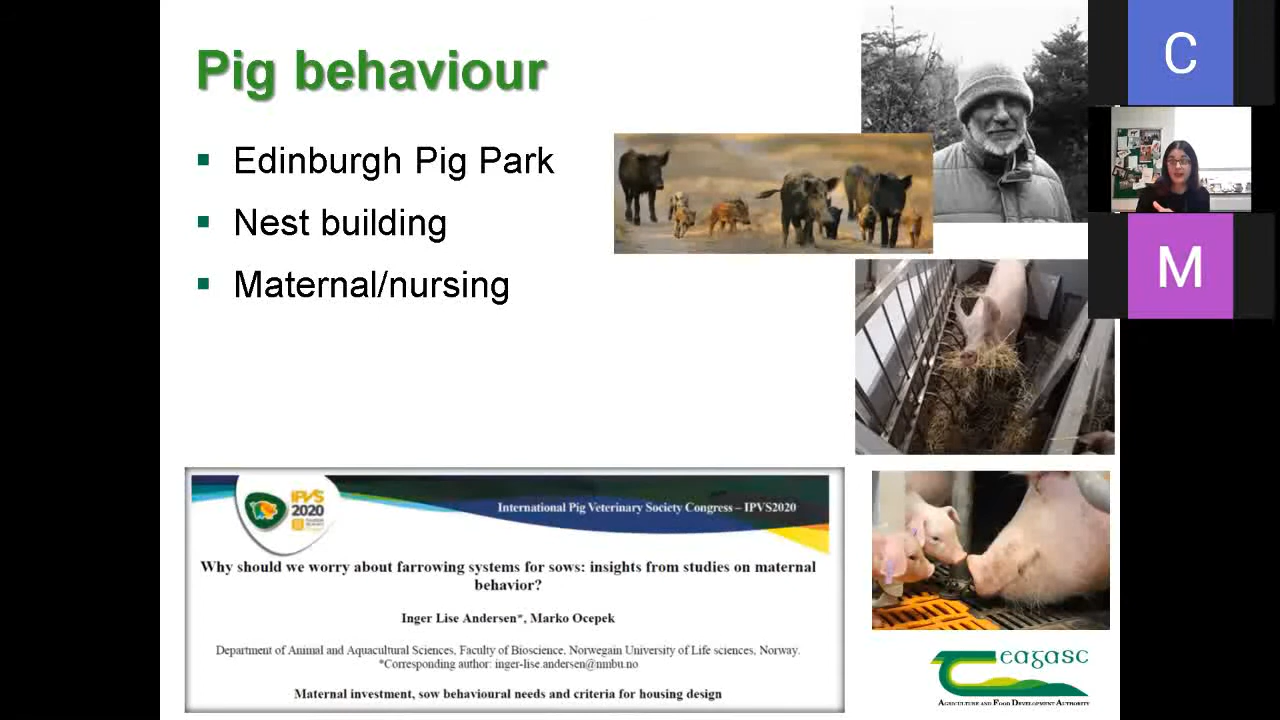 Pig behaviour
Edinburgh Pig Park
Nest building
Maternal/nursing
C
M
IPVS
2020
International Pig Veterinary Society Congress – IPVS2020
Why should we worry about farrowing systems for sows: insights from studies on maternal
behavior?
Inger Lise Andersen*, Marko Ocepek
Department of Animal and Aquacultural Sciences, Faculty of Bioscience, Norwegain University of Life sciences, Norway.
*Corresponding author: inger-lise.andersen@nmbu.no
Maternal investment, sow behavioural needs and criteria for housing design
Teagasc
Agriculture and Food Development Authority